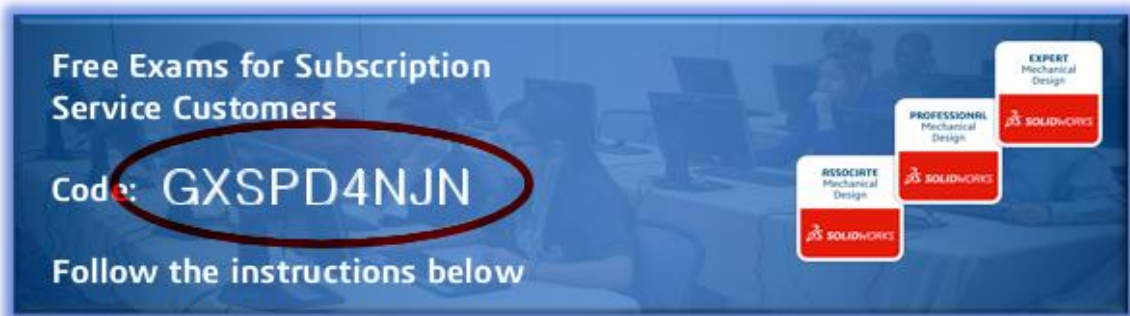 Free Exams for Subscription
Service Customers
Code: GXSPD4NJN
Follow the instructions below
EXPERT
Mechanical
Design
SOLIDWORKS
PROFESSIONAL
Mechanical
Design
SOLIDWORKS
ASSOCIATE
Mechanical
Design
SOLIDWORKS